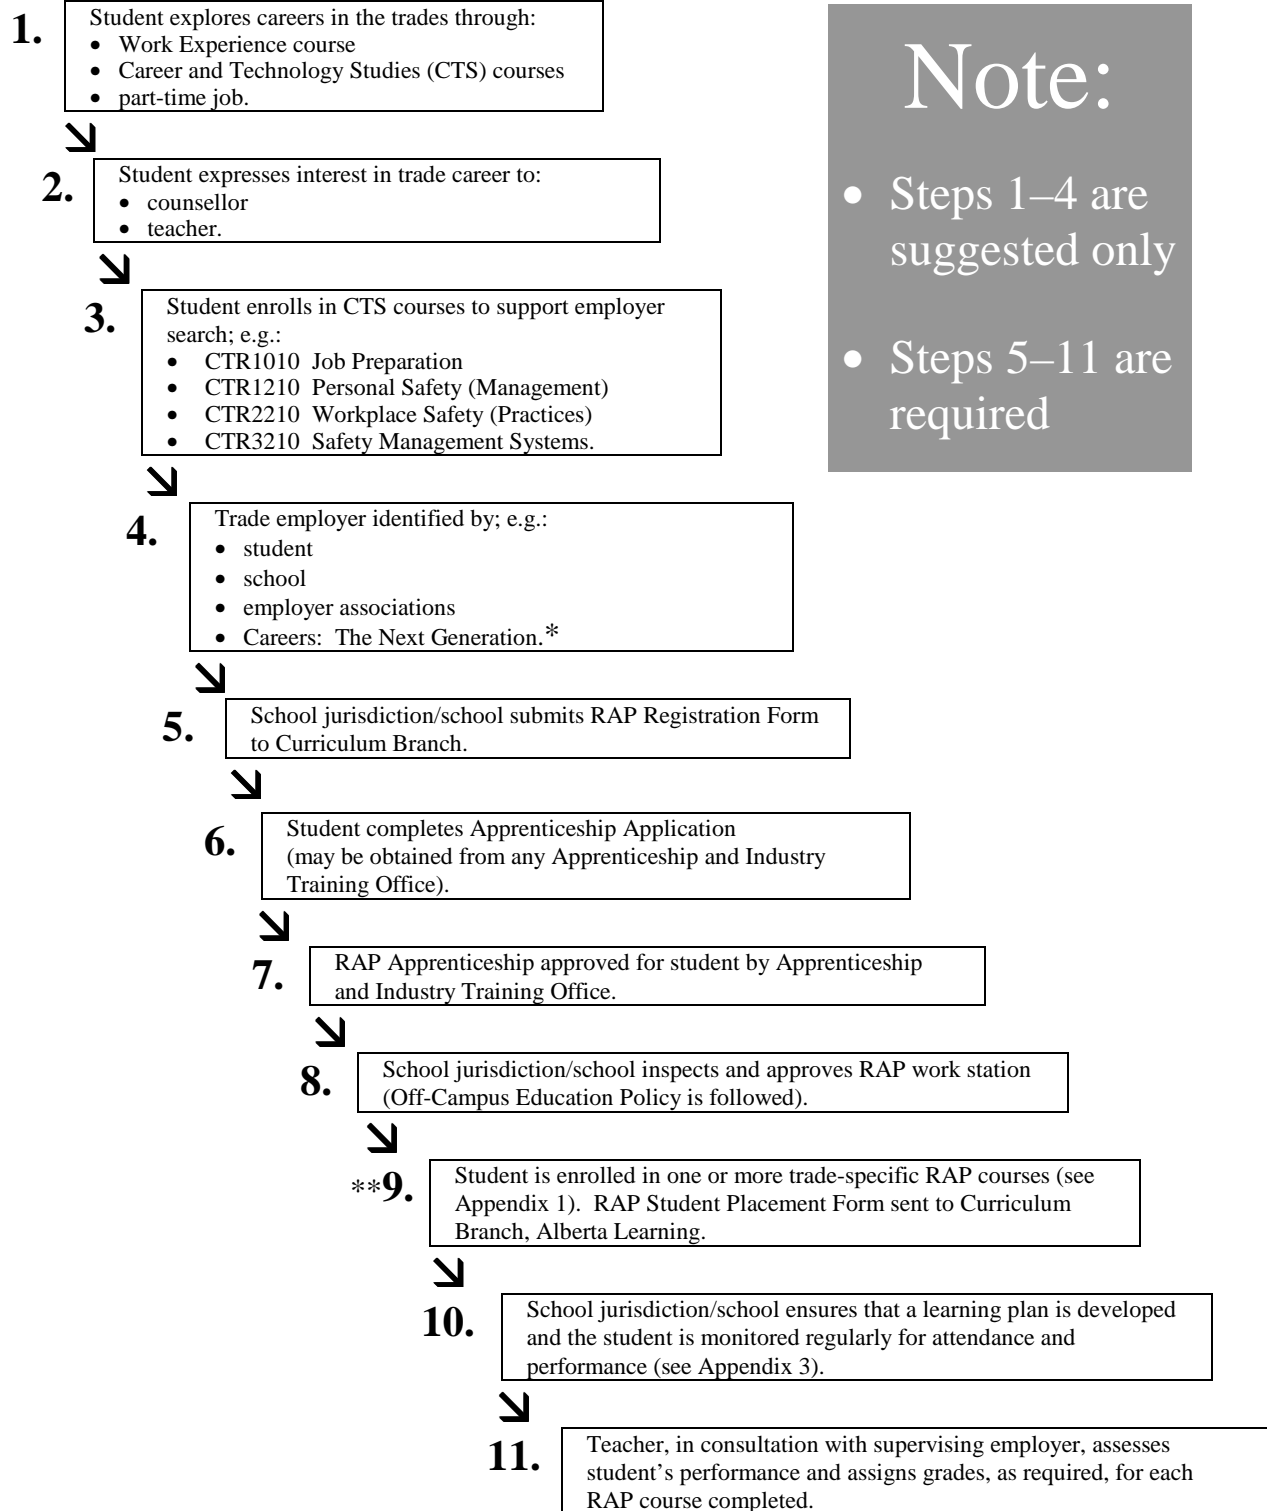 1.
Student explores careers in the trades through:
• Work Experience course
• Career and Technology Studies (CTS) courses
• part-time job.
2.
Student expresses interest in trade career to:
• counsellor
• teacher.
3.
Student enrolls in CTS courses to support employer
search; e.g.:
• CTR1010 Job Preparation
• CTR1210 Personal Safety (Management)
• CTR2210 Workplace Safety (Practices)
• CTR3210 Safety Management Systems.
4.
Trade employer identified by; e.g.:
• student
• school
• employer associations
• Careers: The Next Generation.*
5.
School jurisdiction/school submits RAP Registration Form
to Curriculum Branch.
6.
Student completes Apprenticeship Application
(may be obtained from any Apprenticeship and Industry
Training Office).
7.
RAP Apprenticeship approved for student by Apprenticeship
and Industry Training Office.
8.
School jurisdiction/school inspects and approves RAP work station
(Off-Campus Education Policy is followed).
**9.
Student is enrolled in one or more trade-specific RAP courses (see
Appendix 1). RAP Student Placement Form sent to Curriculum
Branch, Alberta Learning.
10.
School jurisdiction/school ensures that a learning plan is developed
and the student is monitored regularly for attendance and
performance (see Appendix 3).
11.
Teacher, in consultation with supervising employer, assesses
student's performance and assigns grades, as required, for each
RAP course completed.
Note:
• Steps 1–4 are
suggested only
• Steps 5–11 are
required